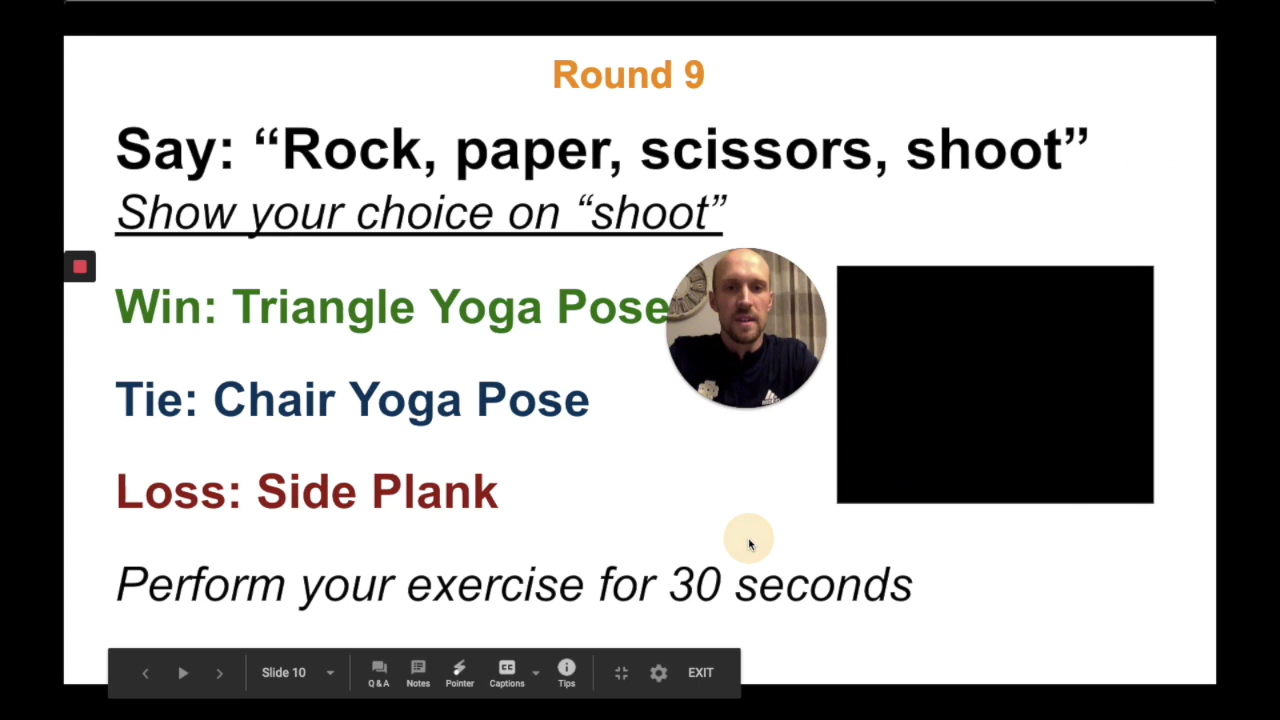 Round 9
Say: “Rock, paper, scissors, shoot”
Show your choice on “shoot”
Win: Triangle Yoga Pose
Tie: Chair Yoga Pose
Loss: Side Plank
Perform your exercise for 30 seconds
Slide 10
Q & A
Notes
Pointer
Captions
Tips
EXIT